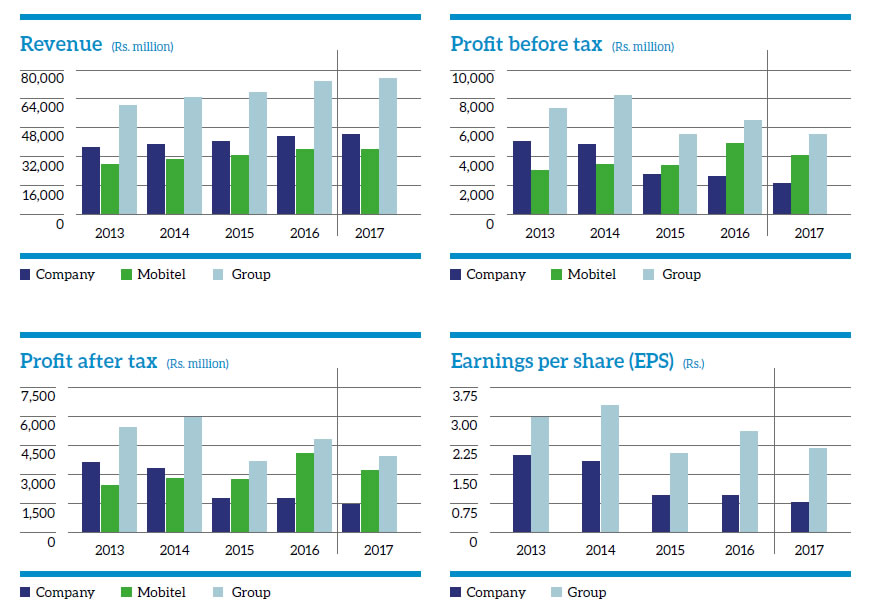 Revenue (Rs. million)
80,000
64,000
48,000
32,000
16,000
0
2013 2014 2015 2016 2017
Company Mobitel Group
Profit before tax (Rs. million)
10,000
8,000
6,000
4,000
2,000
0
2013 2014 2015 2016 2017
Company Mobitel Group
Profit after tax (Rs. million)
7,500
6,000
4,500
3,000
1,500
0
2013 2014 2015 2016 2017
Company Mobitel Group
Earnings per share (EPS) (Rs.)
3.75
3.00
2.25
1.50
0.75
0
2013 2014 2015 2016 2017
Company Group